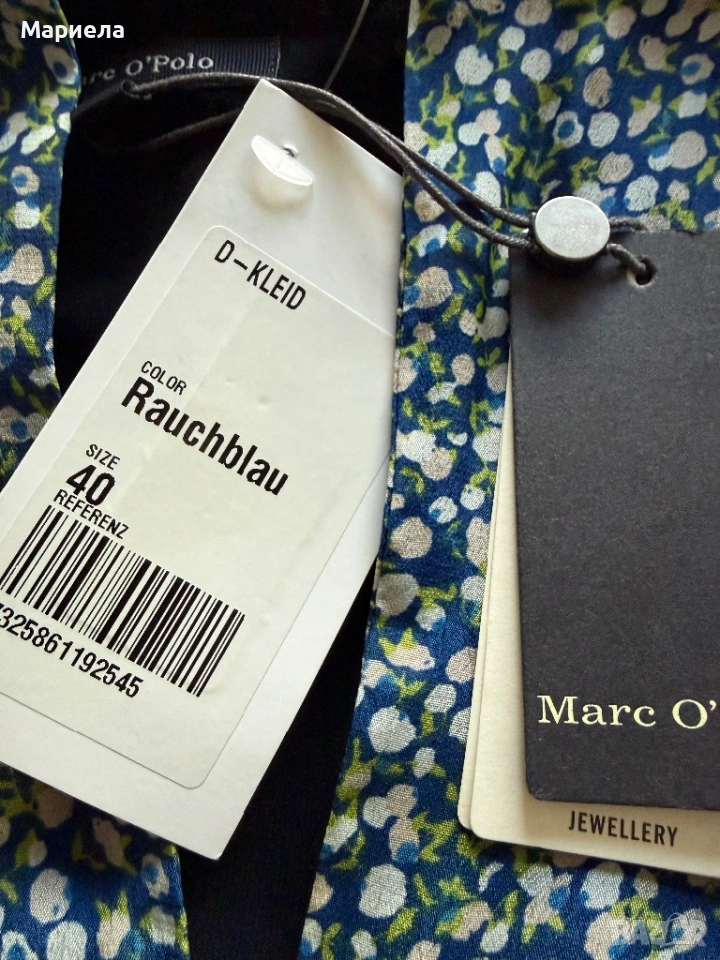 Мариела
arc O'Polo
D-KLEID
COLOR
Rauchblau
SIZE
40
REFERENZ
325861192545
Marc O'
JEWELLERY